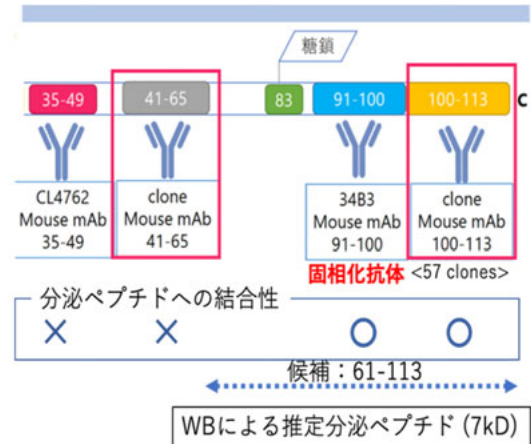 糖鎖
35-49 41-65 83 91-100 100-113 c
CL4762
Mouse mAb
35-49
clone
Mouse mAb
41-65
34B3
Mouse mAb
91-100
clone
Mouse mAb
100-113
固相化抗体 <57 clones>
分泌ペプチドへの結合性
× × ○ ○
候補:61-113
WBによる推定分泌ペプチド (7kD)